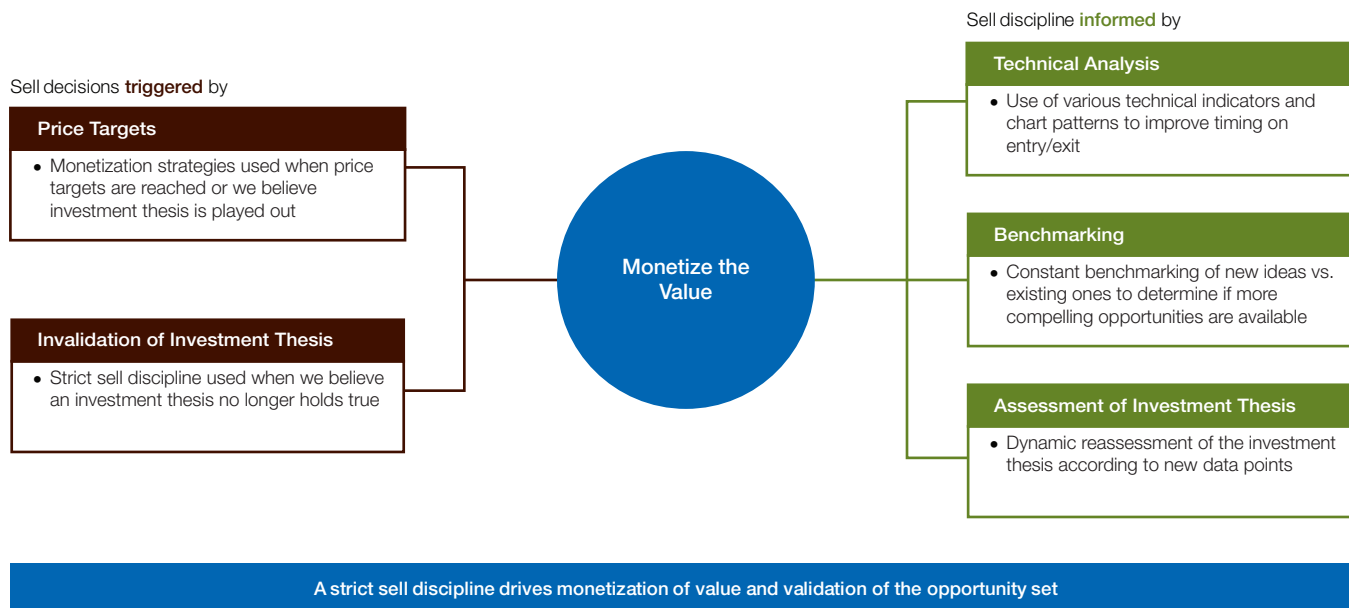 Sell decisions triggered by
Price Targets
• Monetization strategies used when price
targets are reached or we believe
investment thesis is played out
Invalidation of Investment Thesis
• Strict sell discipline used when we believe
an investment thesis no longer holds true
Monetize the
Value
Sell discipline informed by
Technical Analysis
• Use of various technical indicators and
chart patterns to improve timing on
entry/exit
Benchmarking
• Constant benchmarking of new ideas vs.
existing ones to determine if more
compelling opportunities are available
Assessment of Investment Thesis
• Dynamic reassessment of the investment
thesis according to new data points
A strict sell discipline drives monetization of value and validation of the opportunity set